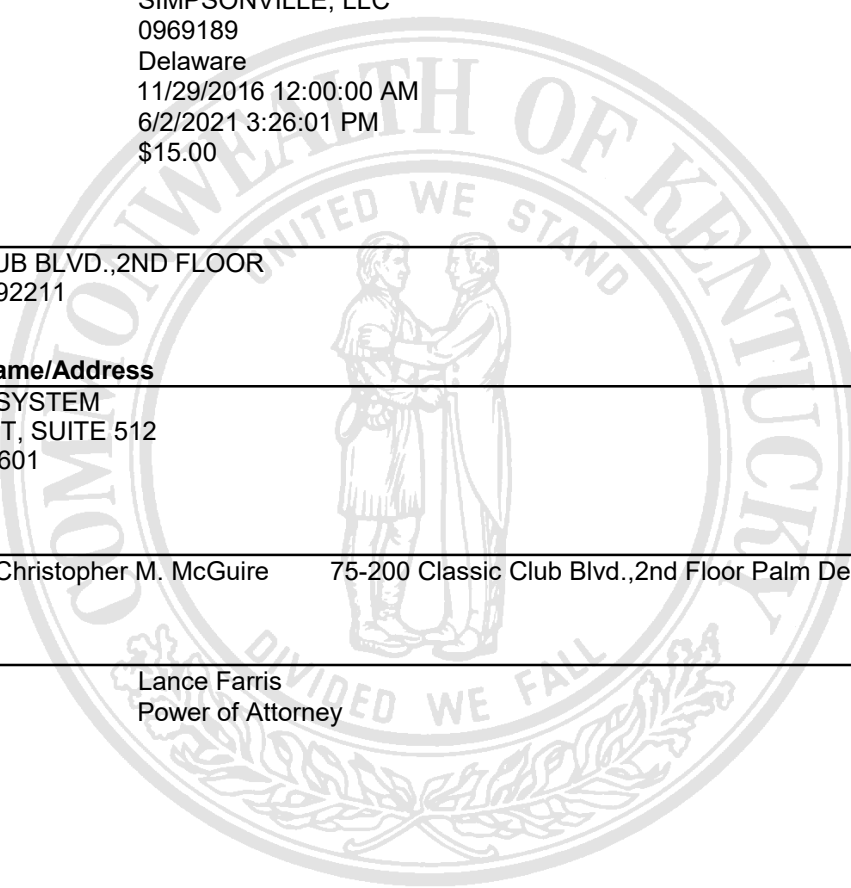 SIMPSONVILLE, LLC
0969189
Delaware
11/29/2016 12:00:00 AM
6/2/2021 3:26:01 PM
$15.00
UB BLVD.,2ND FLOOR
92211
ame/Address
SYSTEM
T, SUITE 512
601
Christopher M. McGuire 75-200 Classic Club Blvd.,2nd Floor Palm De
Lance Farris
Power of Attorney
COMMONWEALTH OF KENTUCKY
UNITED WE STAND
DIVIDED WE FALL